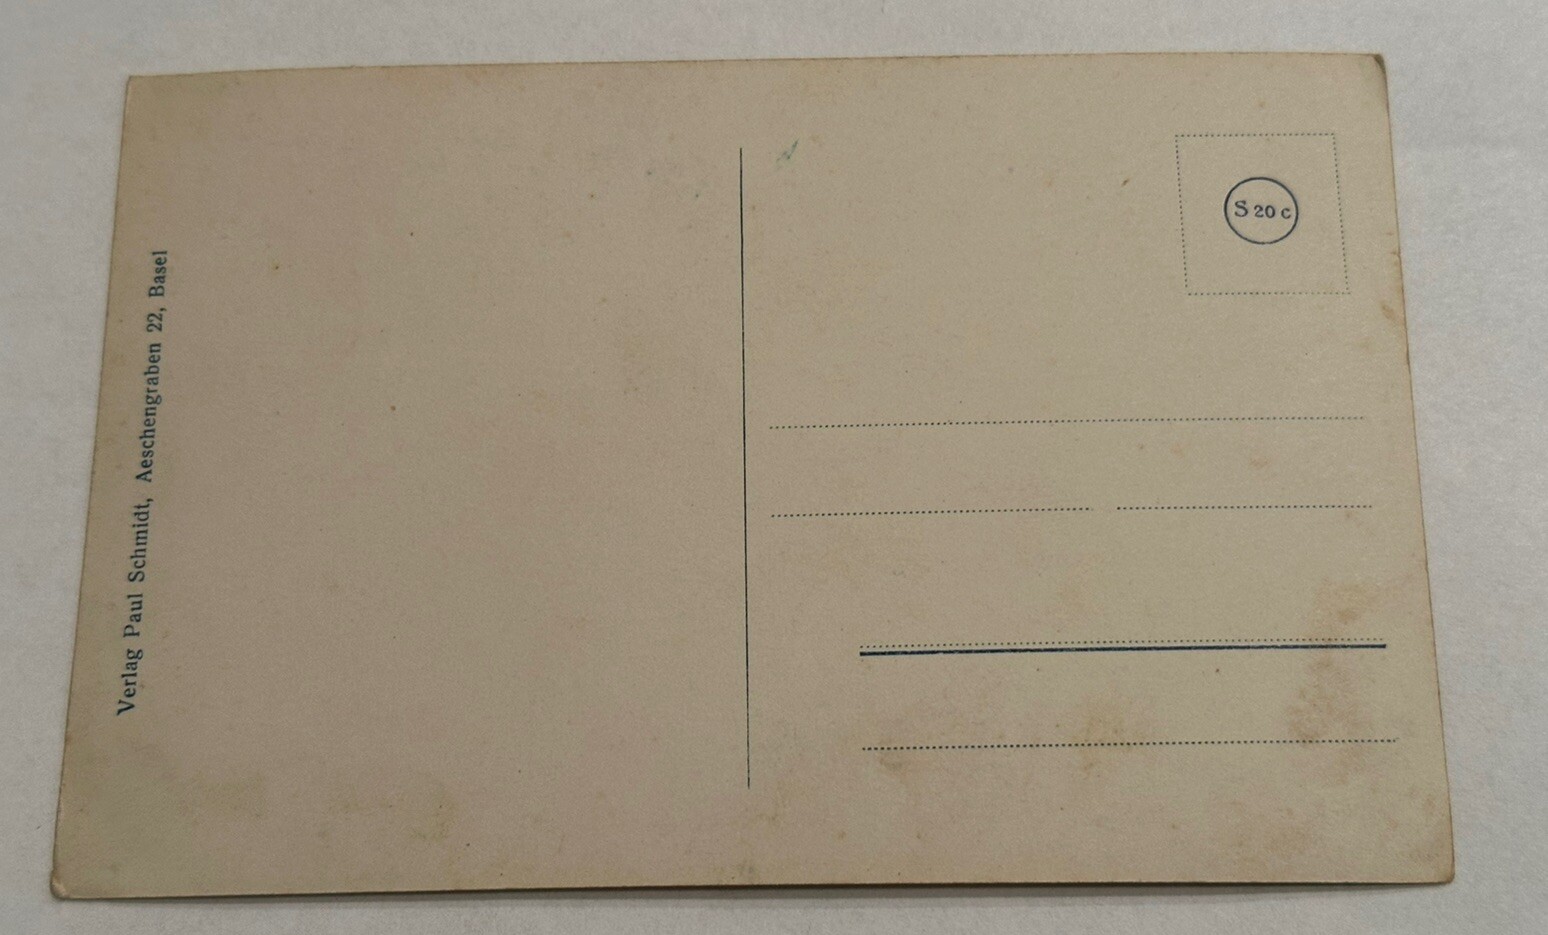 Verlag Paul Schmidt, Aeschengraben 22, Basel
S 20 c